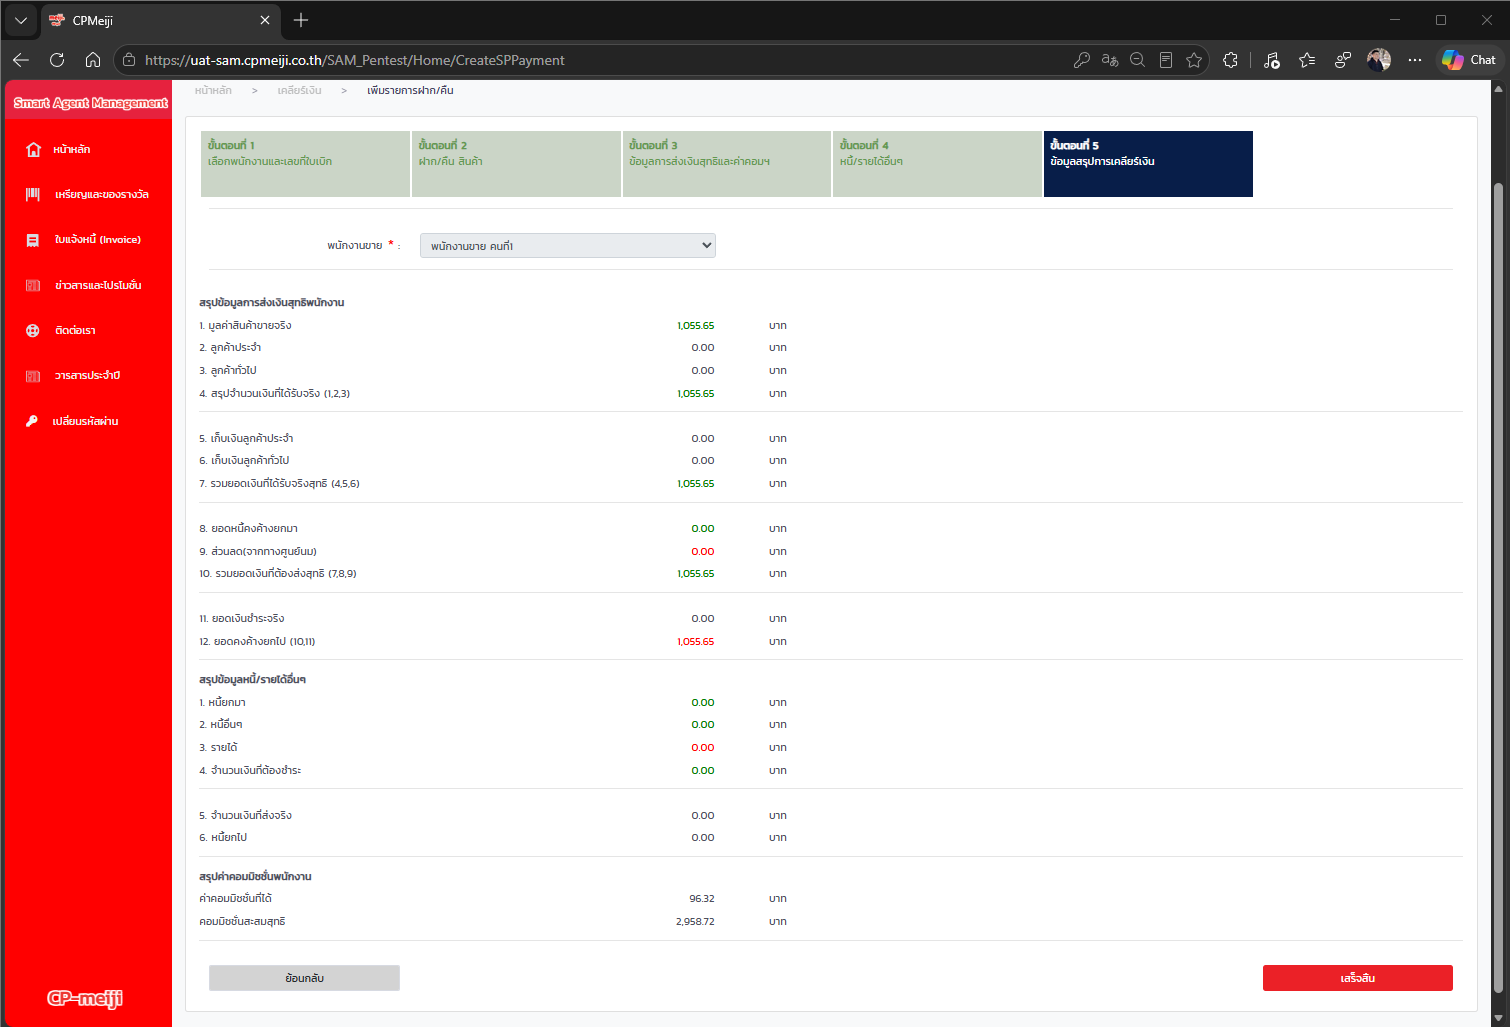 CPMeiji
https://uat-sam.cpmeiji.co.th/SAM_Pentest/Home/CreateSPPayment
Chat
Smart Agent Management
หน้าหลัก
เหรียญและของรางวัล
ใบแจ้งหนี้ (Invoice)
ข่าวสารและโปรโมชั่น
ติดต่อเรา
วารสารประจำปี
เปลี่ยนรหัสผ่าน
CP-meiji
หน้าหลัก > เคลียร์เงิน > เพิ่มรายการฝาก/คืน
ขั้นตอนที่ 1
เลือกพนักงานและเลขที่ใบเบิก
ขั้นตอนที่ 2
ฝาก/คืน สินค้า
ขั้นตอนที่ 3
ข้อมูลการส่งเงินสุทธิและค่าคอมฯ
ขั้นตอนที่ 4
หนี้/รายได้อื่นๆ
ขั้นตอนที่ 5
ข้อมูลสรุปการเคลียร์เงิน
พนักงานขาย * : พนักงานขาย คนที่1
สรุปข้อมูลการส่งเงินสุทธิพนักงาน
1. มูลค่าสินค้าขายจริง 1,055.65 บาท
2. ลูกค้าประจำ 0.00 บาท
3. ลูกค้าทั่วไป 0.00 บาท
4. สรุปจำนวนเงินที่ได้รับจริง (1,2,3) 1,055.65 บาท
5. เก็บเงินลูกค้าประจำ 0.00 บาท
6. เก็บเงินลูกค้าทั่วไป 0.00 บาท
7. รวมยอดเงินที่ได้รับจริงสุทธิ (4,5,6) 1,055.65 บาท
8. ยอดหนี้คงค้างยกมา 0.00 บาท
9. ส่วนลด(จากทางศูนย์นม) 0.00 บาท
10. รวมยอดเงินที่ต้องส่งสุทธิ (7,8,9) 1,055.65 บาท
11. ยอดเงินชำระจริง 0.00 บาท
12. ยอดคงค้างยกไป (10,11) 1,055.65 บาท
สรุปข้อมูลหนี้/รายได้อื่นๆ
1. หนี้ยกมา 0.00 บาท
2. หนี้อื่นๆ 0.00 บาท
3. รายได้ 0.00 บาท
4. จำนวนเงินที่ต้องชำระ 0.00 บาท
5. จำนวนเงินที่ส่งจริง 0.00 บาท
6. หนี้ยกไป 0.00 บาท
สรุปค่าคอมมิชชั่นพนักงาน
ค่าคอมมิชชั่นที่ได้ 96.32 บาท
คอมมิชชั่นสะสมสุทธิ 2,958.72 บาท
ย้อนกลับ
เสร็จสิ้น